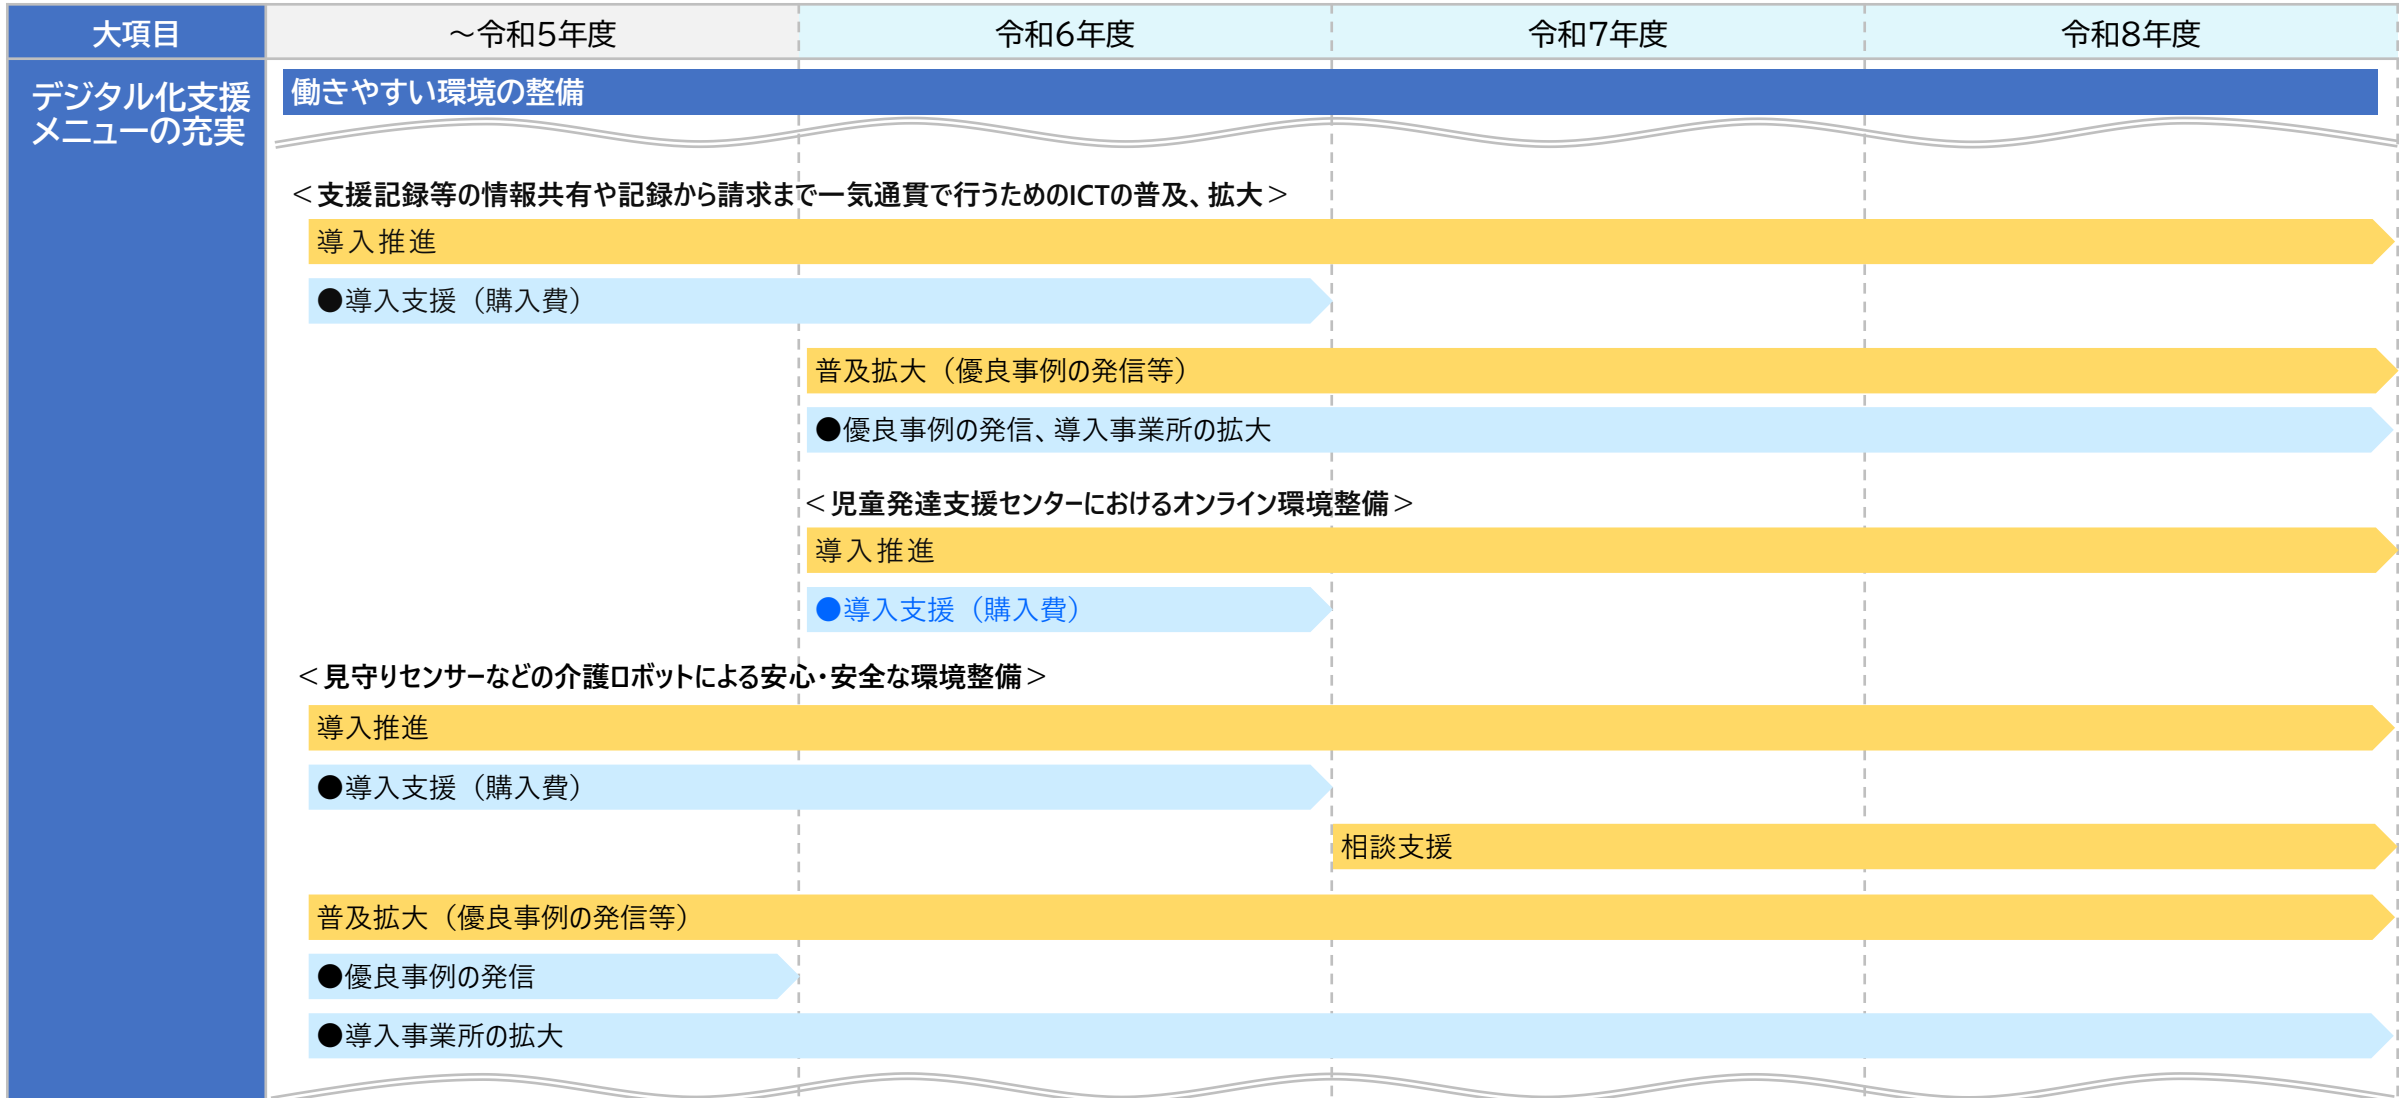 大項目
～令和5年度
令和6年度
令和7年度
令和8年度
デジタル化支援
メニューの充実
働きやすい環境の整備
＜支援記録等の情報共有や記録から請求まで一気通貫で行うためのICTの普及、拡大＞
導入推進
●導入支援（購入費）
普及拡大（優良事例の発信等）
●優良事例の発信、導入事業所の拡大
＜児童発達支援センターにおけるオンライン環境整備＞
導入推進
●導入支援（購入費）
＜見守りセンサーなどの介護ロボットによる安心・安全な環境整備＞
導入推進
●導入支援（購入費）
相談支援
普及拡大（優良事例の発信等）
●優良事例の発信
●導入事業所の拡大